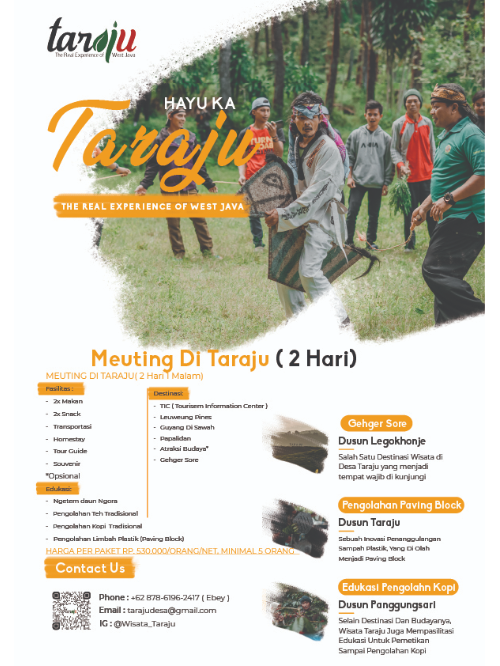 taraju
The Real Experience of West Java
HAYU KA
Taraju
THE REAL EXPERIENCE OF WEST JAVA
Meuting Di Taraju ( 2 Hari)
MEUTING DI TARAJU( 2 Hari 1 Malam)
Fasilitas :
- 2x Makan
- 2x Snack
- Transportasi
- Homestay
- Tour Guide
- Souvenir
*Opsional
Edukasi:
- Ngetem daun Ngora
- Pengolahan Teh Tradisional
- Pengolahan Kopi Tradisional
- Pengolahan Limbah Plastik (Paving Block)
HARGA PER PAKET RP. 530.000/ORANG/NET, MINIMAL 5 ORANG
Destinasi
- TIC ( Tourisem Information Center )
- Leuweung Pines
- Guyang Di Sawah
- Papalidan
- Atraksi Budaya*
- Gehger Sore
Gehger Sore
Dusun Legokhonje
Salah Satu Destinasi Wisata di
Desa Taraju yang menjadi
tempat wajib di kunjungi
Pengolahan Paving Block
Dusun Taraju
Sebuah Inovasi Penanggulangan
Sampah Plastik, Yang Di Olah
Menjadi Paving Block
Edukasi Pengolahn Kopi
Dusun Panggungsari
Selain Destinasi Dan Budayanya,
Wisata Taraju Juga Mempasilitasi
Edukasi Untuk Pemetikan
Sampai Pengolahan Kopi
Contact Us
Phone : +62 878-6196-2417 ( Ebey )
Email : tarajudesa@gmail.com
IG : @Wisata_Taraju